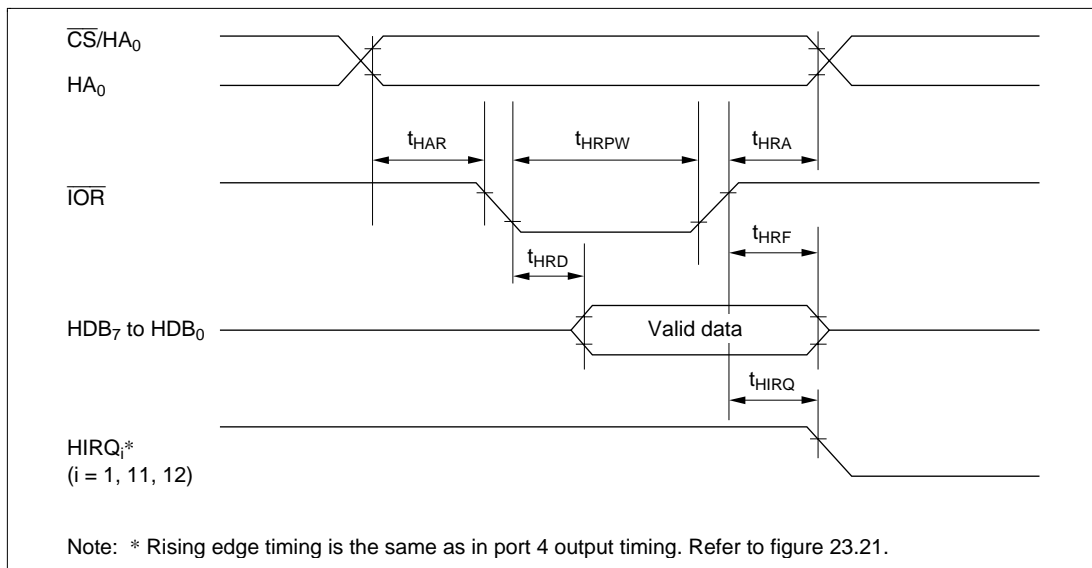 CS/HA0
HA0
tHAR
tHRPW
tHRA
IOR
tHRF
tHRD
HDB7 to HDB0
Valid data
tHIRQ
HIRQi*
(i = 1, 11, 12)
Note: * Rising edge timing is the same as in port 4 output timing. Refer to figure 23.21.